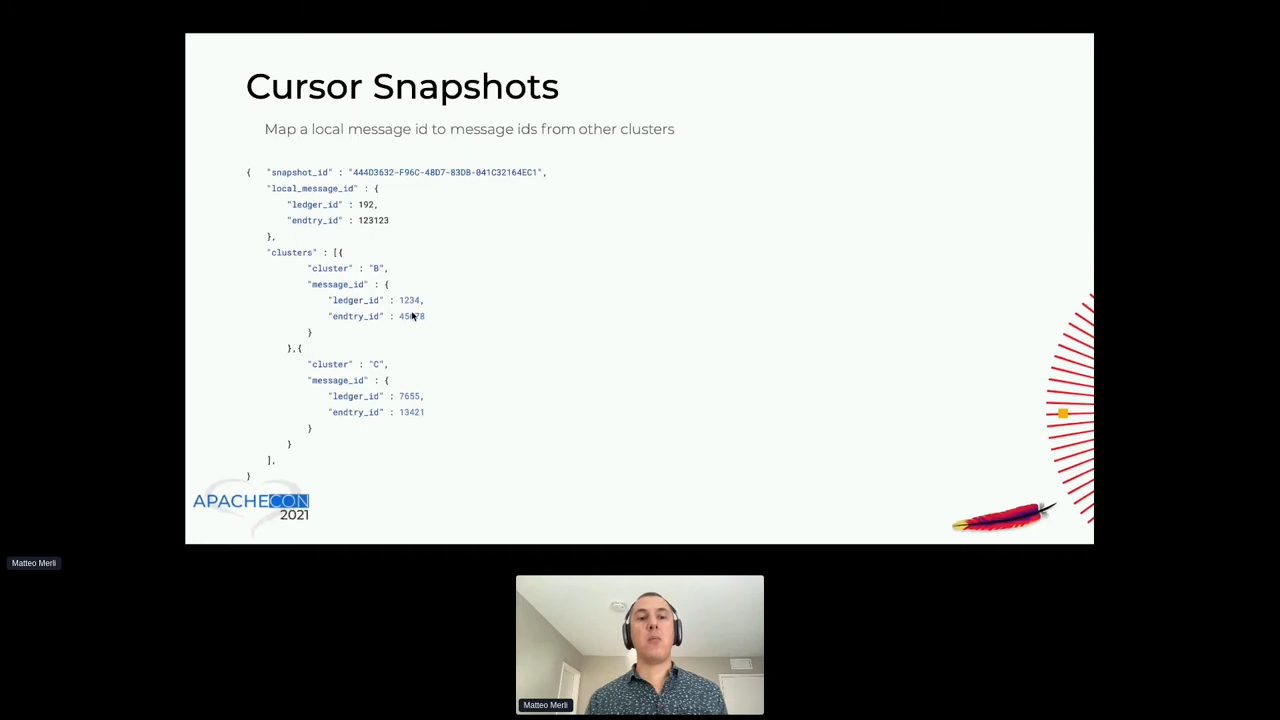 Cursor Snapshots
Map a local message id to message ids from other clusters
{ "snapshot_id" : "444D3632-F96C-48D7-83DB-041C32164EC1",
"local_message_id" : {
"ledger_id" : 192,
"endtry_id" : 123123
},
"clusters" : [{
"cluster" : "B",
"message_id" : {
"ledger_id" : 1234,
"endtry_id" :
}
},{
"cluster" : "C",
"message_id" : {
"ledger_id" : 7655,
"endtry_id" : 13421
}
}
],
}
APACHECON
2021
Matteo Merli
Matteo Merli